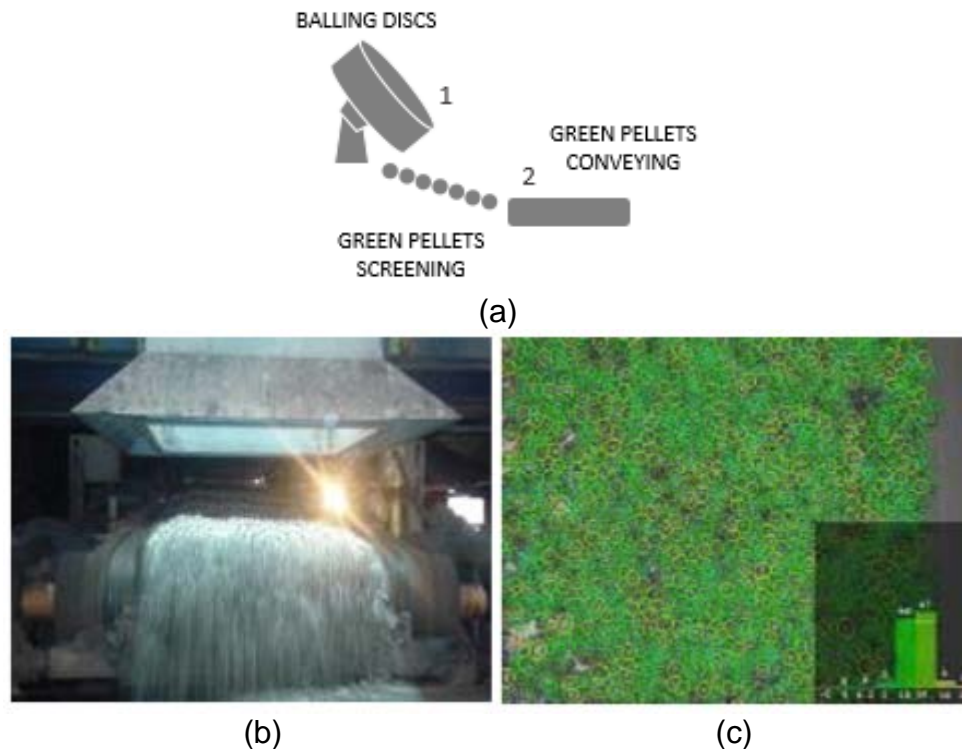 BALLING DISCS
1
GREEN PELLETS
CONVEYING
2
GREEN PELLETS
SCREENING
(a)
(b)
(c)